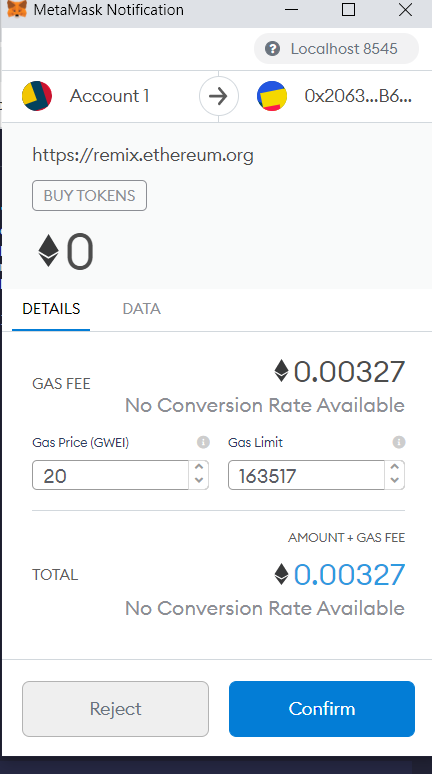 MetaMask Notification
Localhost 8545
Account 1
0x2063...B6...
https://remix.ethereum.org
BUY TOKENS
0
DETAILS DATA
GAS FEE
0.00327
No Conversion Rate Available
Gas Price (GWEI) Gas Limit
20 163517
AMOUNT + GAS FEE
TOTAL
0.00327
No Conversion Rate Available
Reject Confirm